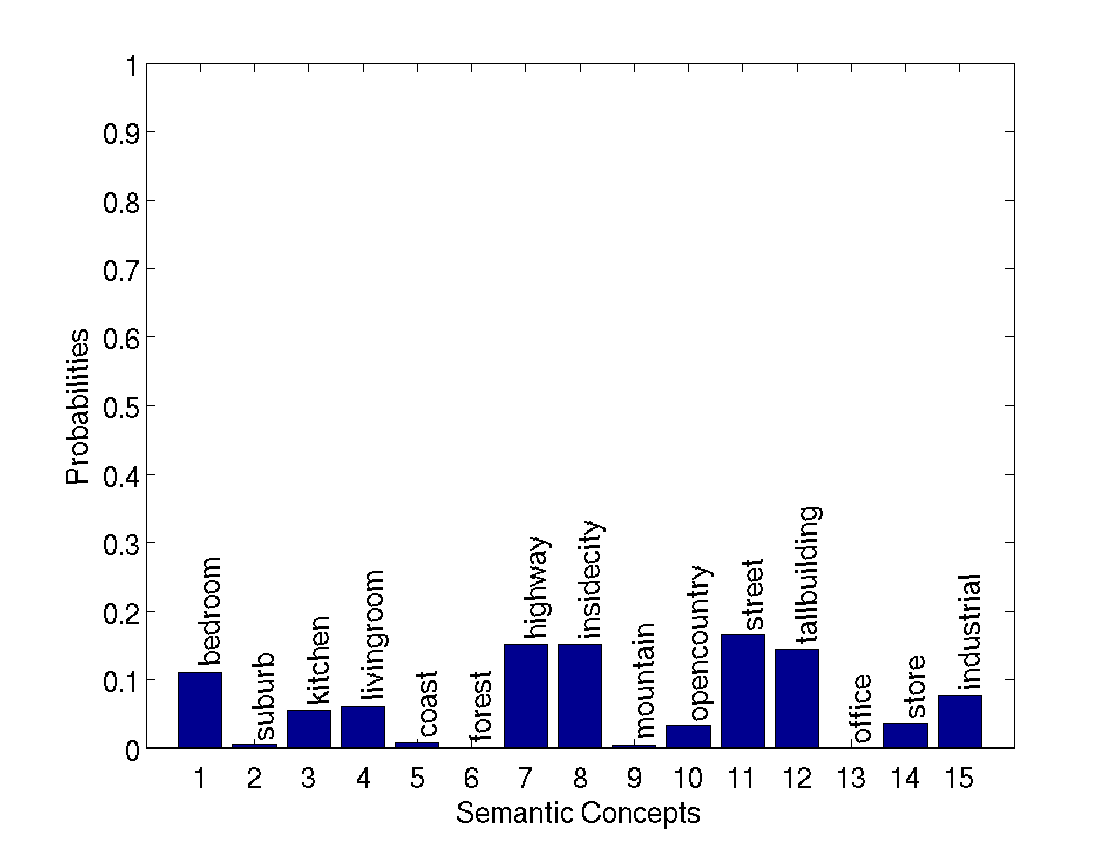 1
0.9
0.8
0.7
0.6
0.5
0.4
0.3
0.2
0.1
0
Probabilities
bedroom
suburb
kitchen
livingroom
coast
forest
highway
insidecity
mountain
opencountry
street
tallbuilding
office
store
industrial
1 2 3 4 5 6 7 8 9 10 11 12 13 14 15
Semantic Concepts